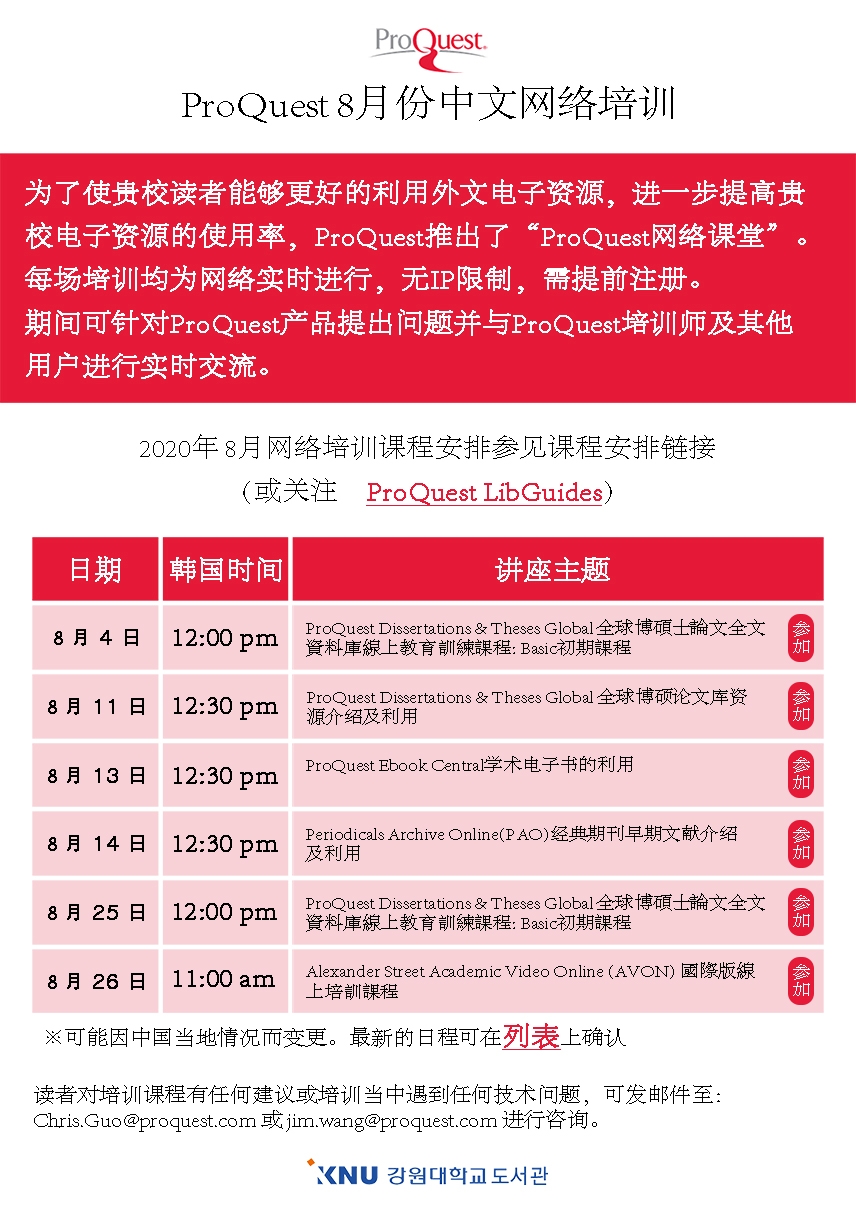 ProQuest
ProQuest 8月份中文网络培训
为了使贵校读者能够更好的利用外文电子资源，进一步提高贵
校电子资源的使用率，ProQuest推出了“ProQuest网络课堂”。
每场培训均为网络实时进行，无IP限制，需提前注册。
期间可针对ProQuest产品提出问题并与ProQuest培训师及其他
用户进行实时交流。
2020年 8月网络培训课程安排参见课程安排链接
（或关注 ProQuest LibGuides）
日期 韩国时间 讲座主题
8 月 4 日 12:00 pm ProQuest Dissertations & Theses Global 全球博碩士論文全文
資料庫線上教育訓練課程: Basic初期課程 参加
8 月 11 日 12:30 pm ProQuest Dissertations & Theses Global 全球博硕论文库资
源介绍及利用 参加
8 月 13 日 12:30 pm ProQuest Ebook Central学术电子书的利用 参加
8 月 14 日 12:30 pm Periodicals Archive Online(PAO)经典期刊早期文献介绍
及利用 参加
8 月 25 日 12:00 pm ProQuest Dissertations & Theses Global 全球博碩士論文全文
資料庫線上教育訓練課程: Basic初期課程 参加
8 月 26 日 11:00 am Alexander Street Academic Video Online (AVON) 國際版線
上培訓課程 参加
※可能因中国当地情况而变更。最新的日程可在列表上确认
读者对培训课程有任何建议或培训当中遇到任何技术问题，可发邮件至：
Chris.Guo@proquest.com 或 jim.wang@proquest.com 进行咨询。
KNU 강원대학교 도서관